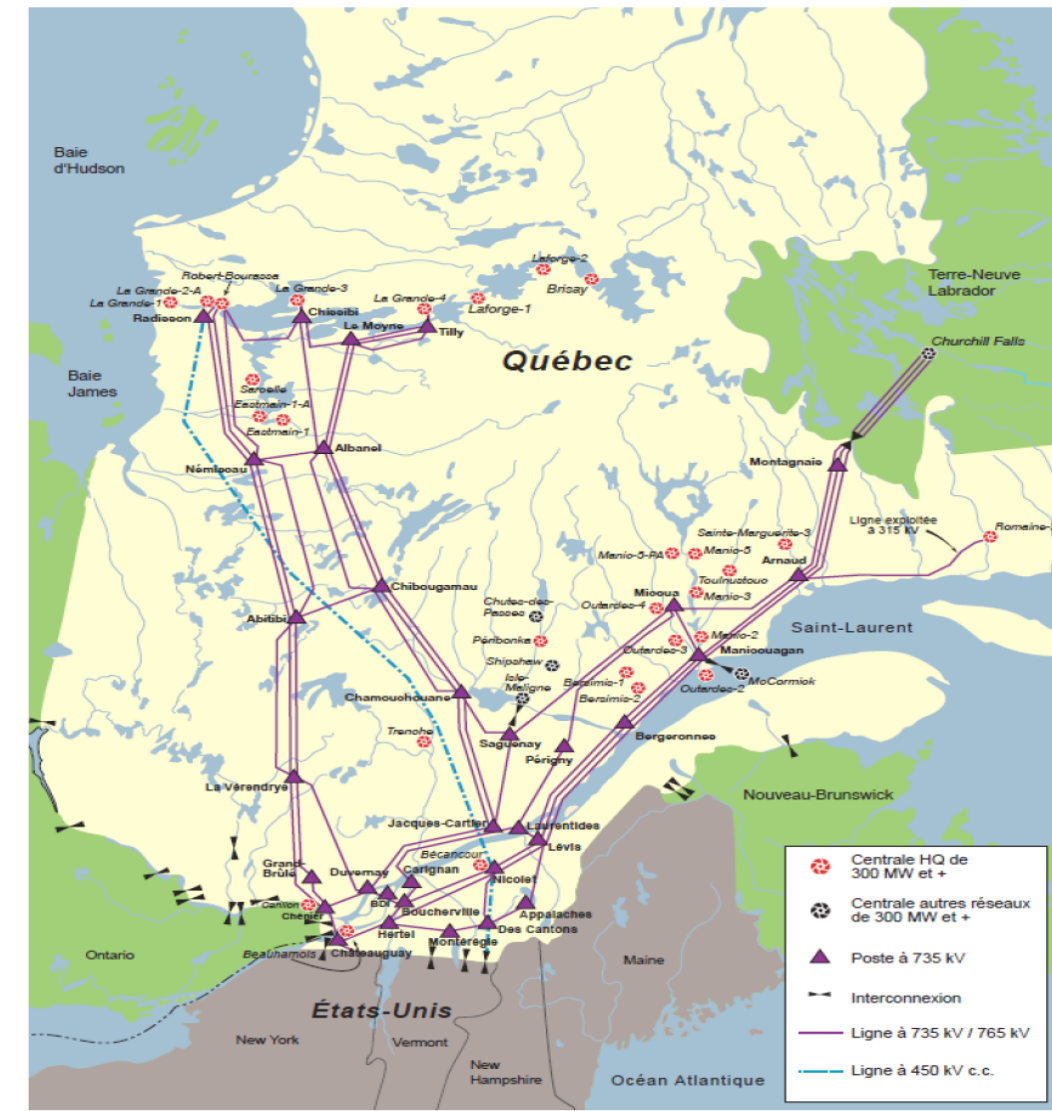 Baie
d'Hudson
Robert-Bourassa
La Grande-2-A
La Grande-1
Radisson
La Grande-3
Chissibi
La Grande-4
Le Moyne
Tilly
Laforge-2
Brisay
Laforge-1
Québec
Terre-Neuve
Labrador
Churchill Falls
Baie
James
Sarcelle
Eastmain-1-A
Eastmain-1
Némiscau
Albanel
Montagnais
Ligne exploitée
à 315 kV
Sainte-Marguerite-3
Arnaud
Manic-5-PA
Manic-5
Toulnustouc
Manic-3
Micoua
Outardes-4
Chibougamau
Abitibi
Chutes-des-
Passes
Péribonka
Shipshaw
Isle-
Maligne
Saint-Laurent
Manic-2
Outardes-3
Manicouagan
McCormick
Outardes-2
Bersimis-1
Bersimis-2
Chamouchouane
Trenche
Saguenay
Périgny
Bergeronnes
La Vérendrye
Nouveau-Brunswick
Jacques-Cartier
Laurentides
Lévis
Bécancour
Nicolet
Grand-
Brûlé
Duvernay
Carignan
BDI
Boucherville
Appalaches
Carillon
Chénier
Hertel
Des Cantons
Montérégie
Beauharnois
Châteauguay
Ontario
Maine
États-Unis
New York
Vermont
New
Hampshire
Océan Atlantique
Centrale HQ de
300 MW et +
Centrale autres réseaux
de 300 MW et +
Poste à 735 kV
Interconnexion
Ligne à 735 kV / 765 kV
Ligne à 450 kV c.c.